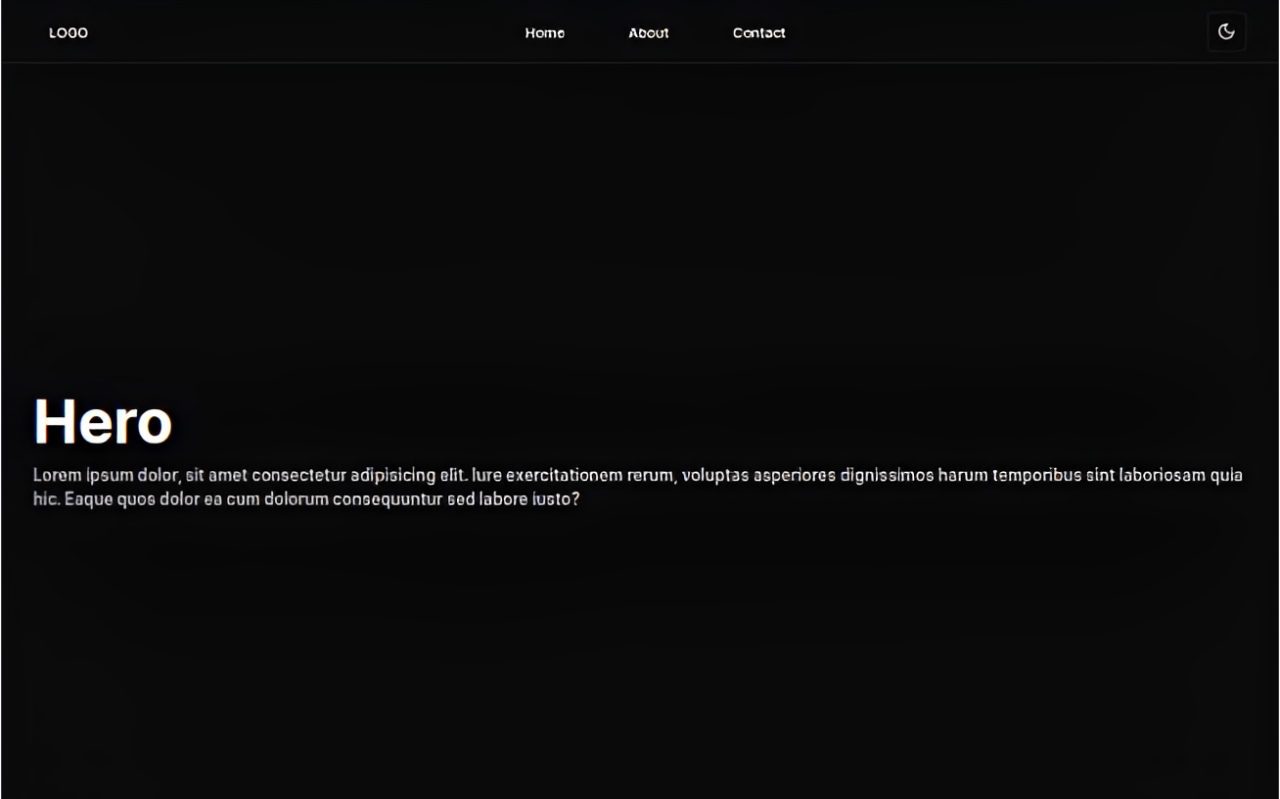 LOGO
Home About Contact
Hero
Lorem ipsum dolor, sit amet consectetur adipisicing elit. Iure exercitationem rerum, voluptas asperiores dignissimos harum temporibus sint laboriosam quia
hic. Eaque quos dolor ea cum dolorum consequuntur sed labore iusto?